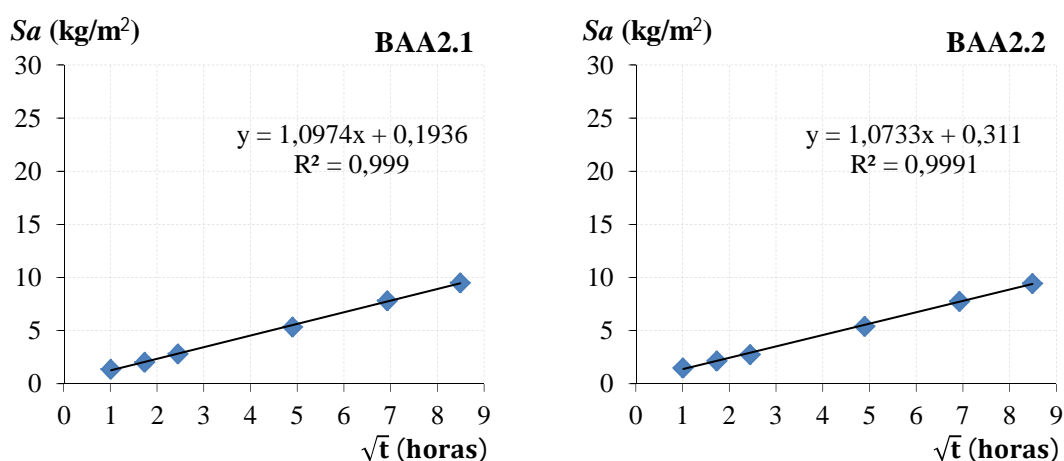 Sa (kg/m²)
BAA2.1
30
25
20
15
10
5
0
y = 1,0974x + 0,1936
R² = 0,999
0 1 2 3 4 5 6 7 8 9
√t (horas)
Sa (kg/m²)
BAA2.2
30
25
20
15
10
5
0
y = 1,0733x + 0,311
R² = 0,9991
0 1 2 3 4 5 6 7 8 9
√t (horas)